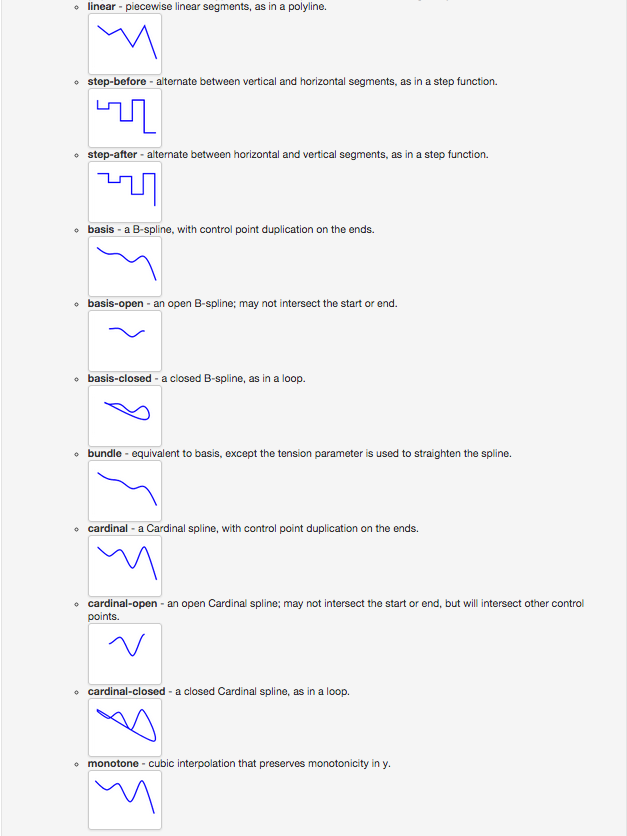 linear - piecewise linear segments, as in a polyline.
step-before - alternate between vertical and horizontal segments, as in a step function.
step-after - alternate between horizontal and vertical segments, as in a step function.
basis - a B-spline, with control point duplication on the ends.
basis-open - an open B-spline; may not intersect the start or end.
basis-closed - a closed B-spline, as in a loop.
bundle - equivalent to basis, except the tension parameter is used to straighten the spline.
cardinal - a Cardinal spline, with control point duplication on the ends.
cardinal-open - an open Cardinal spline; may not intersect the start or end, but will intersect other control
points.
cardinal-closed - a closed Cardinal spline, as in a loop.
monotone - cubic interpolation that preserves monotonicity in y.